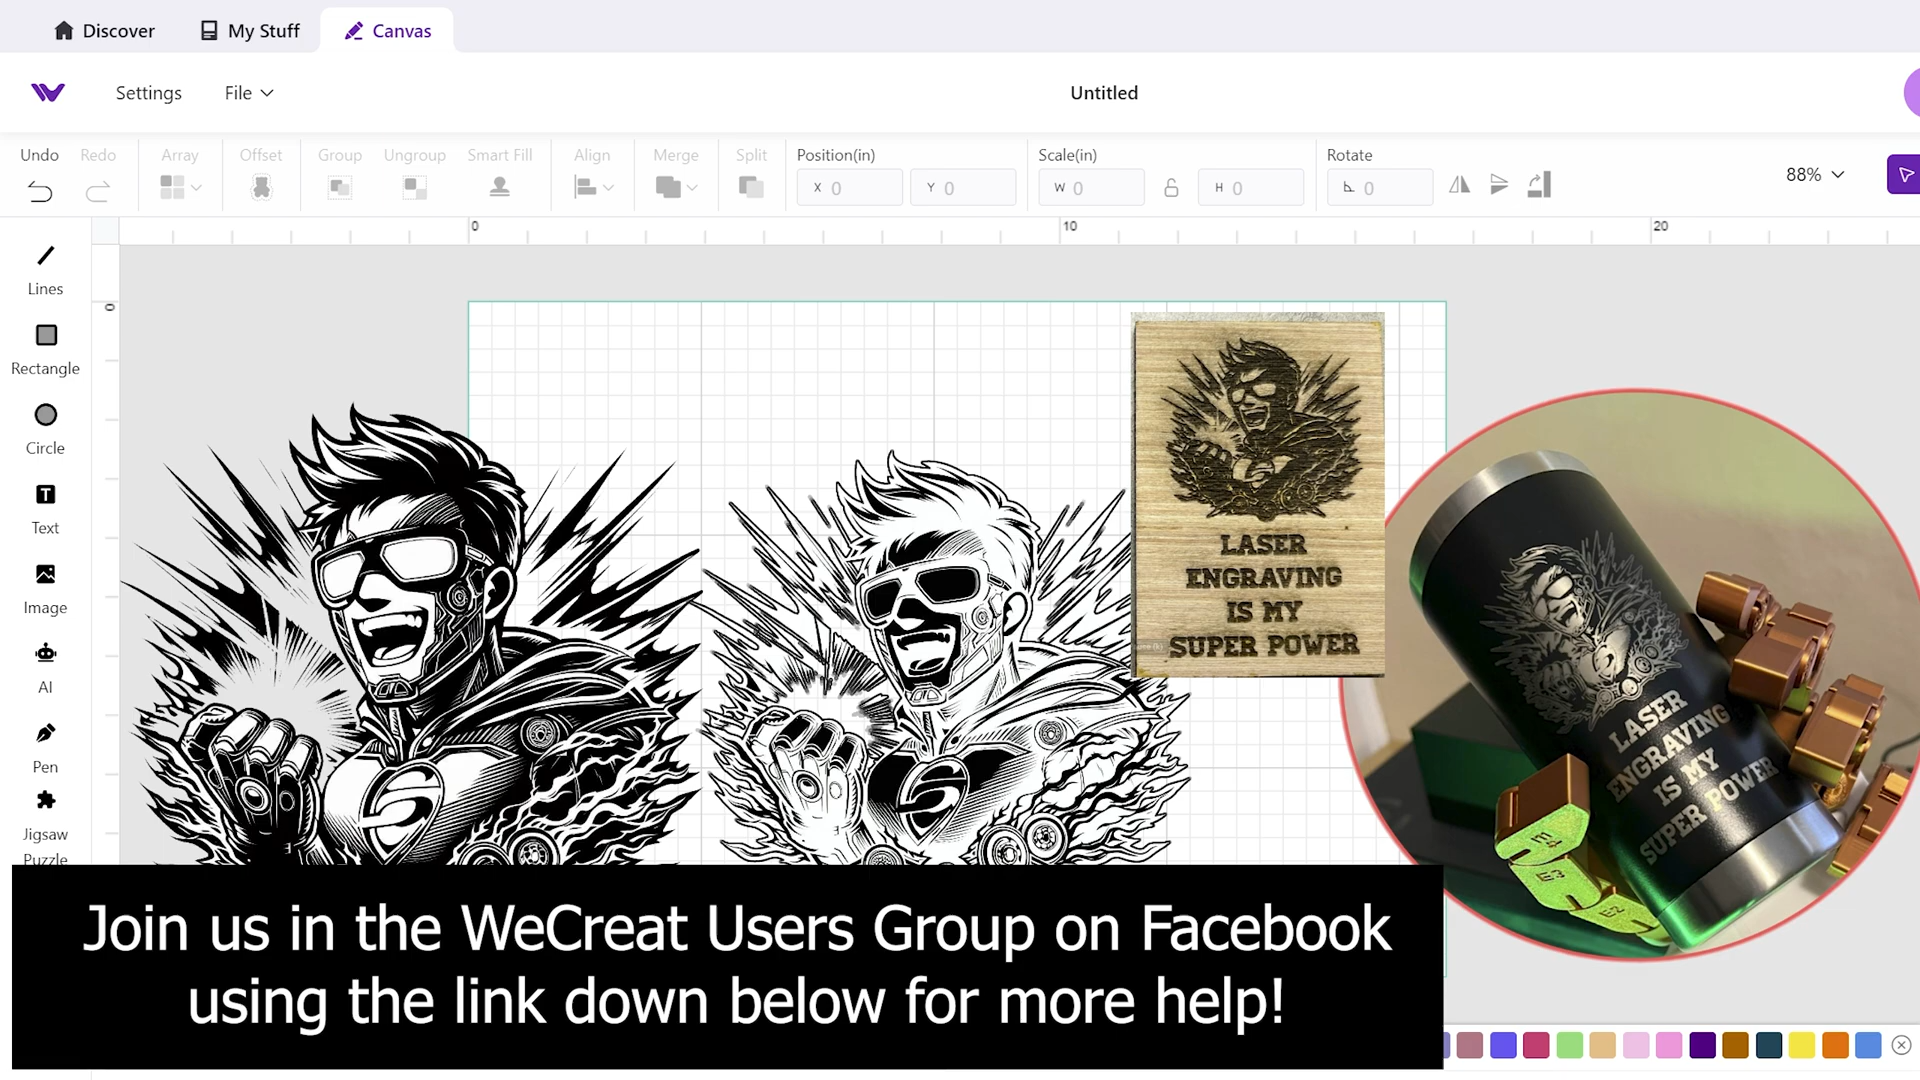 Discover
My Stuff
Canvas
Settings
File
Untitled
Undo
Redo
Array
Offset
Group
Ungroup
Smart Fill
Align
Merge
Split
Position(in)
X 0
Y 0
Scale(in)
W 0
H 0
Rotate
0
88%
0
10
20
0
Lines
Rectangle
Circle
Text
Image
AI
Pen
Jigsaw
Puzzle
LASER
ENGRAVING
IS MY
SUPER POWER
LASER
ENGRAVING
IS MY
SUPER POWER
Join us in the WeCreat Users Group on Facebook
using the link down below for more help!